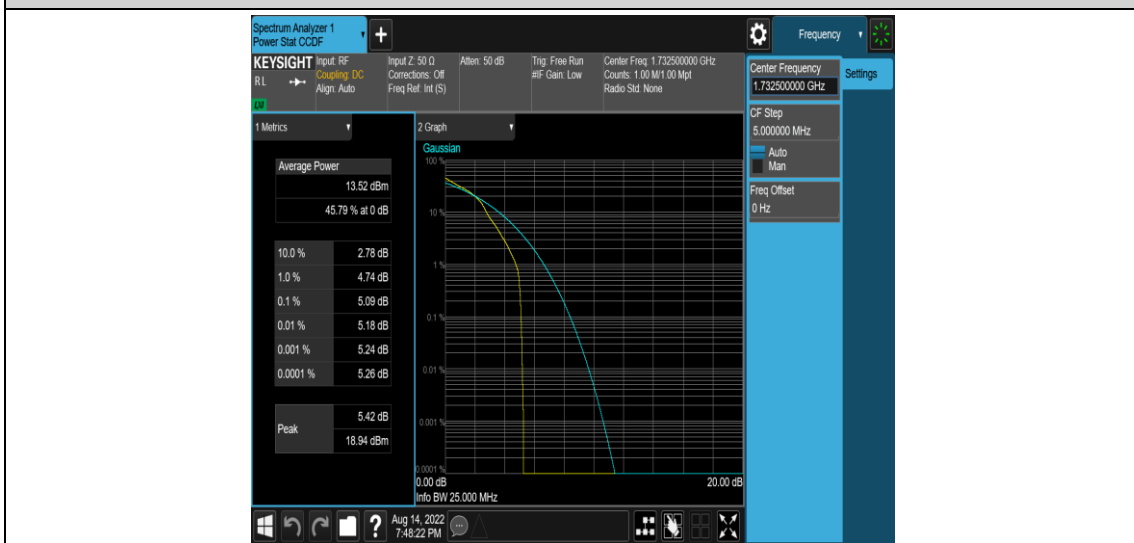 Spectrum Analyzer 1
Power Stat CCDF
Frequency
KEYSIGHT
RL
LXI
Input: RF
Coupling: DC
Align: Auto
Input Z: 50 Ω
Corrections: Off
Freq Ref: Int (S)
Atten: 50 dB
Trig: Free Run
#IF Gain: Low
Center Freq: 1.732500000 GHz
Counts: 1.00 M/1.00 Mpt
Radio Std: None
Center Frequency
1.732500000 GHz
Settings
CF Step
5.000000 MHz
Auto
Man
Freq Offset
0 Hz
1 Metrics
Average Power
13.52 dBm
45.79 % at 0 dB
10.0 % 2.78 dB
1.0 % 4.74 dB
0.1 % 5.09 dB
0.01 % 5.18 dB
0.001 % 5.24 dB
0.0001 % 5.26 dB
Peak
5.42 dB
18.94 dBm
2 Graph
Gaussian
100 %
10 %
1 %
0.1 %
0.01 %
0.001 %
0.0001 %
0.00 dB 20.00 dB
Info BW 25.000 MHz
?
Aug 14, 2022
7:48:22 PM